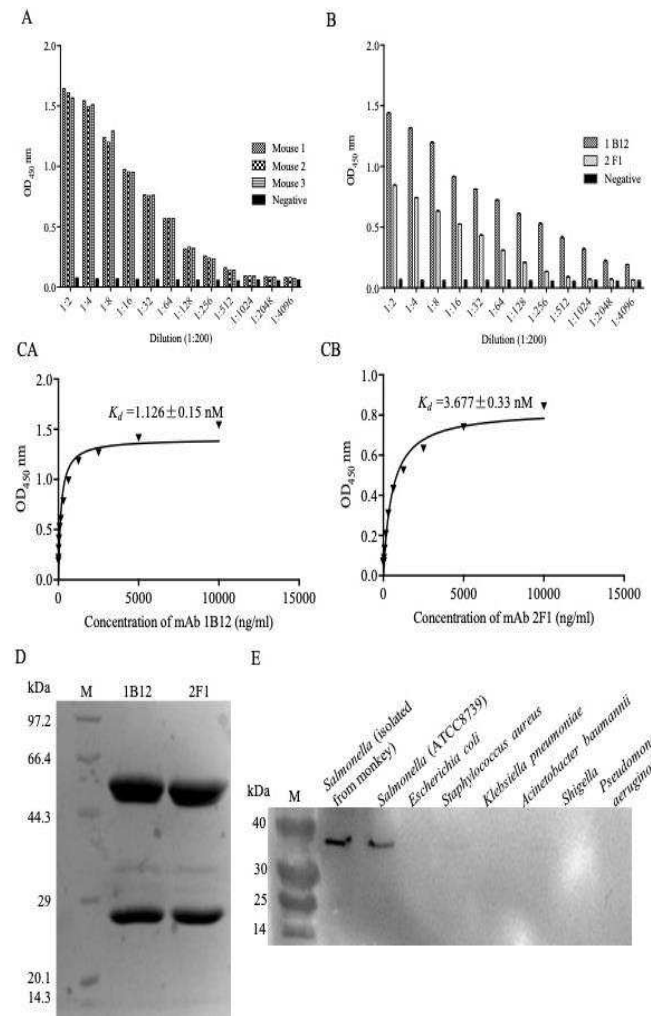 A
2.0
1.5
1.0
0.5
0.0
OD450 nm
Mouse 1
Mouse 2
Mouse 3
Negative
1:2
1:4
1:8
1:16
1:32
1:64
1:128
1:256
1:512
1:1024
1:2048
1:4096
Dilution (1:200)
B
2.0
1.5
1.0
0.5
0.0
OD450 nm
1 B12
2 F1
Negative
1:2
1:4
1:8
1:16
1:32
1:64
1:128
1:256
1:512
1:1024
1:2048
1:4096
Dilution (1:200)
CA
2.0
1.5
1.0
0.5
0.0
OD450 nm
Kd =1.126±0.15 nM
0
5000
10000
15000
Concentration of mAb 1B12 (ng/ml)
CB
1.0
0.8
0.6
0.4
0.2
0.0
OD450 nm
Kd =3.677±0.33 nM
0
5000
10000
15000
Concentration of mAb 2F1 (ng/ml)
D
kDa
M
1B12
2F1
97.2
66.4
44.3
29
20.1
14.3
E
kDa
M
Salmonella (isolated
from monkey)
Salmonella (ATCC8739)
Escherichia coli
Staphylococcus aureus
Klebsiella pneumoniae
Acinetobacter baumannii
Shigella
Pseudomon
aerugino
40
30
25
14